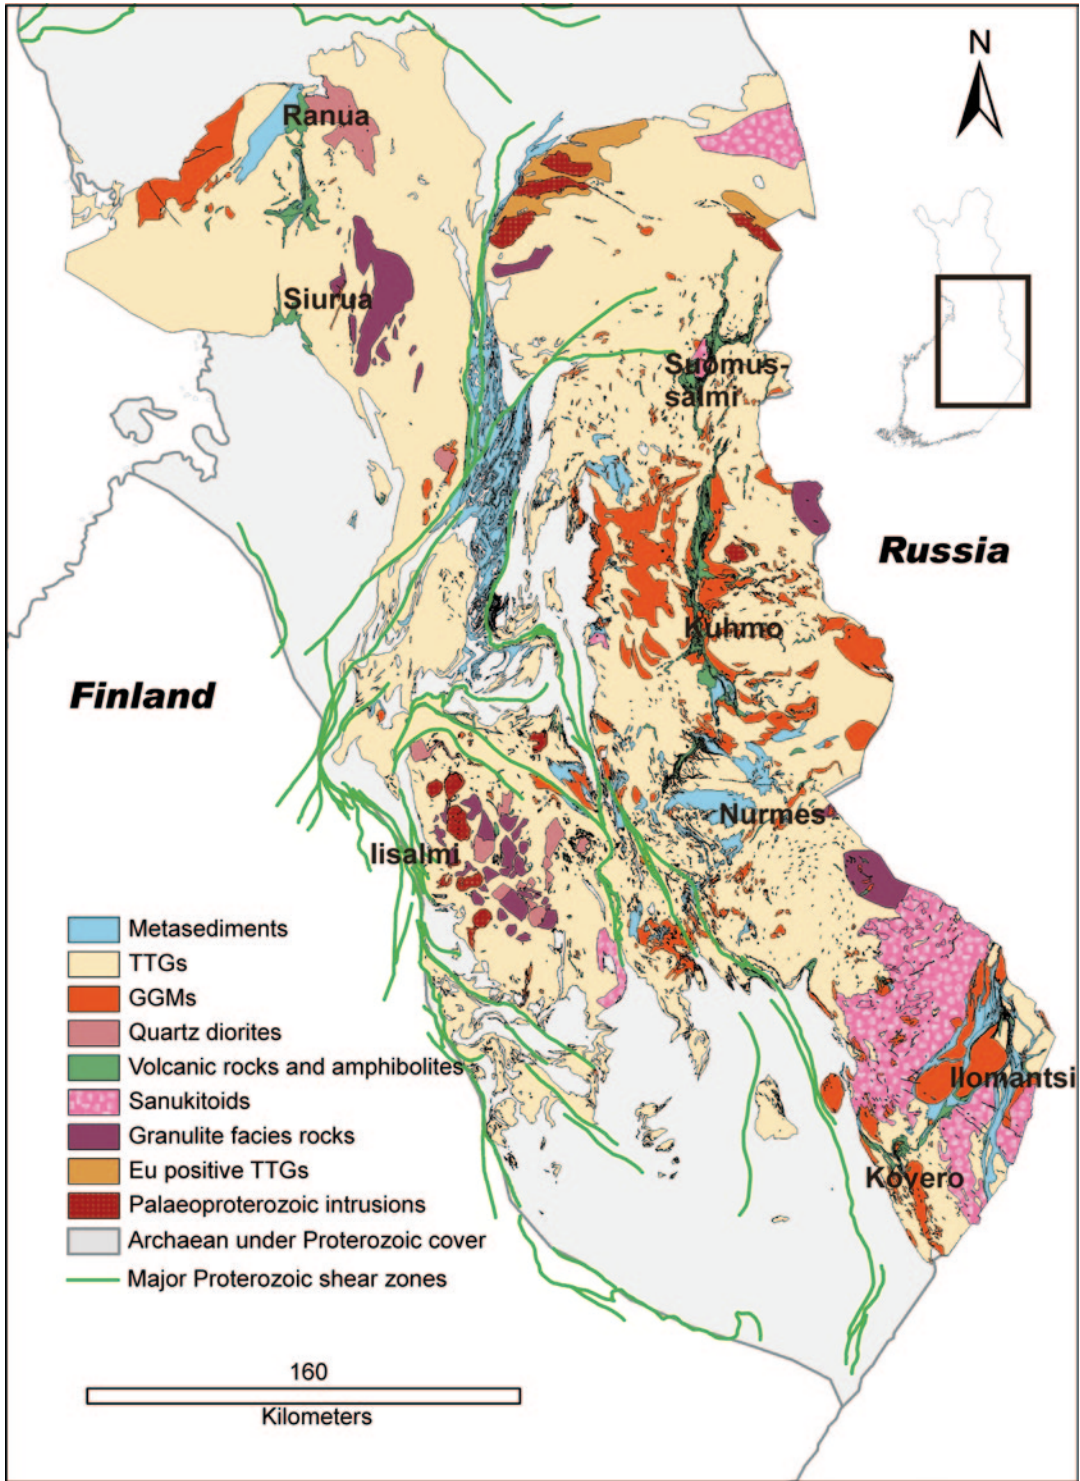 N
Ranua
Siurua
Suomus-
salmi
Russia
Kuhmo
Finland
Nurmes
Iisalmi
Metasediments
TTGs
GGMs
Quartz diorites
Volcanic rocks and amphibolites
Sanukitoids
Granulite facies rocks
Eu positive TTGs
Palaeoproterozoic intrusions
Archaean under Proterozoic cover
Major Proterozoic shear zones
Ilomantsi
Kovero
160
Kilometers